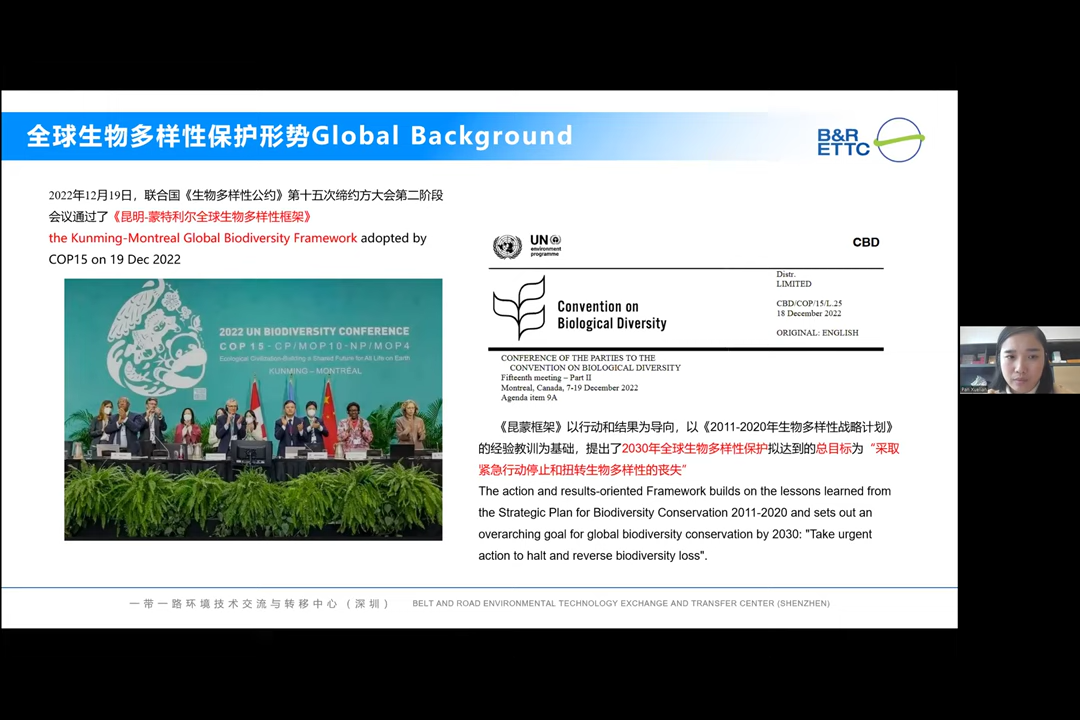 全球生物多样性保护形势Global Background
B&R
ETTC
2022年12月19日，联合国《生物多样性公约》第十五次缔约方大会第二阶段
会议通过了《昆明-蒙特利尔全球生物多样性框架》
the Kunming-Montreal Global Biodiversity Framework adopted by
COP15 on 19 Dec 2022
2022 UN BIODIVERSITY CONFERENCE
COP 15 - CP/MOP10-NP/MOP4
Ecological Civilization-Building a Shared Future for All Life on Earth
KUNMING – MONTRÉAL
UN
environment
programme
CBD
Distr.
LIMITED
CBD/COP/15/L.25
18 December 2022
ORIGINAL: ENGLISH
Convention on
Biological Diversity
CONFERENCE OF THE PARTIES TO THE
CONVENTION ON BIOLOGICAL DIVERSITY
Fifteenth meeting – Part II
Montreal, Canada, 7-19 December 2022
Agenda item 9A
《昆蒙框架》以行动和结果为导向，以《2011-2020年生物多样性战略计划》
的经验教训为基础，提出了2030年全球生物多样性保护拟达到的总目标为“采取
紧急行动停止和扭转生物多样性的丧失”
The action and results-oriented Framework builds on the lessons learned from
the Strategic Plan for Biodiversity Conservation 2011-2020 and sets out an
overarching goal for global biodiversity conservation by 2030: "Take urgent
action to halt and reverse biodiversity loss".
一带一路环境技术交流与转移中心（深圳）
BELT AND ROAD ENVIRONMENTAL TECHNOLOGY EXCHANGE AND TRANSFER CENTER (SHENZHEN)